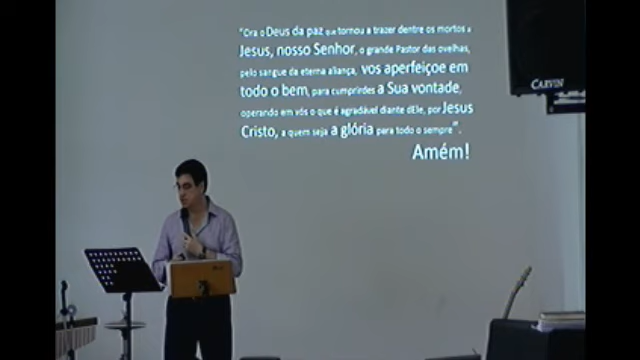 "Ora o Deus da paz que tornou a trazer dentre os mortos a
Jesus, nosso Senhor, o grande Pastor das ovelhas,
pelo sangue da eterna aliança, vos aperfeiçoe em
todo o bem, para cumprirdes a Sua vontade,
operando em vós o que é agradável diante dEle, por Jesus
Cristo, a quem seja a glória para todo o sempre".
Amém!
CARVIN